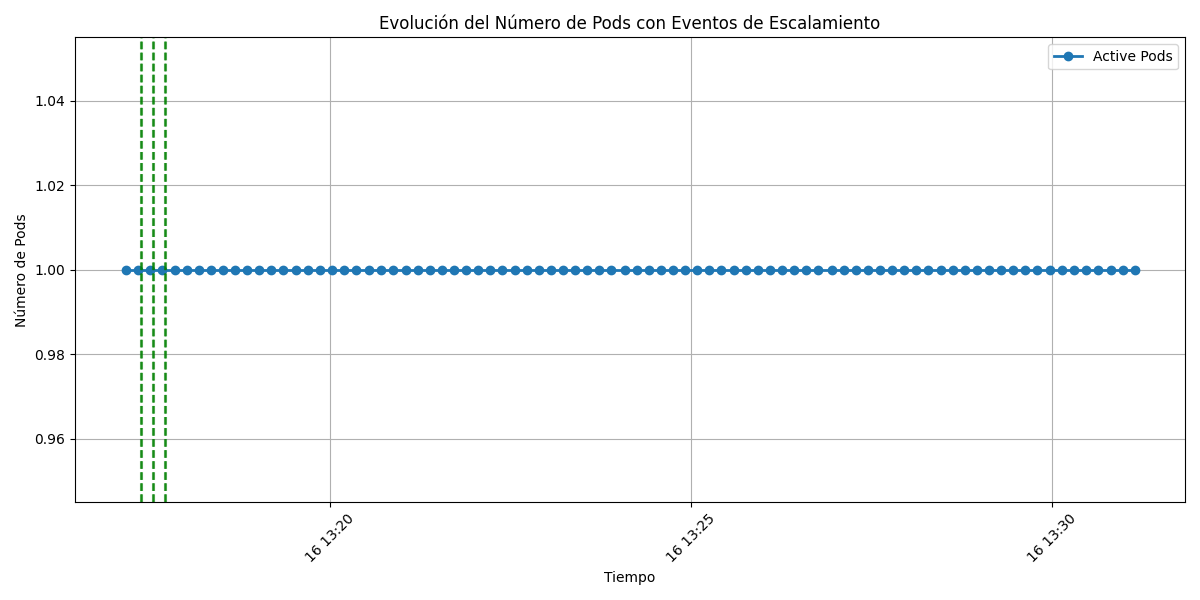 Evolución del Número de Pods con Eventos de Escalamiento
Active Pods
1.04
1.02
1.00
0.98
0.96
Número de Pods
16 13:20
16 13:25
16 13:30
Tiempo